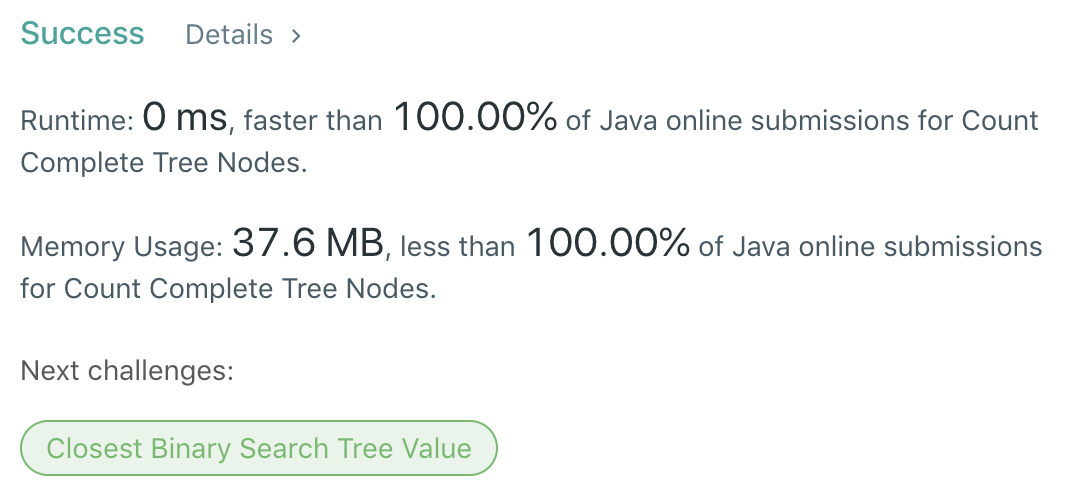 Success Details >
Runtime: 0 ms, faster than 100.00% of Java online submissions for Count
Complete Tree Nodes.
Memory Usage: 37.6 MB, less than 100.00% of Java online submissions
for Count Complete Tree Nodes.
Next challenges:
Closest Binary Search Tree Value